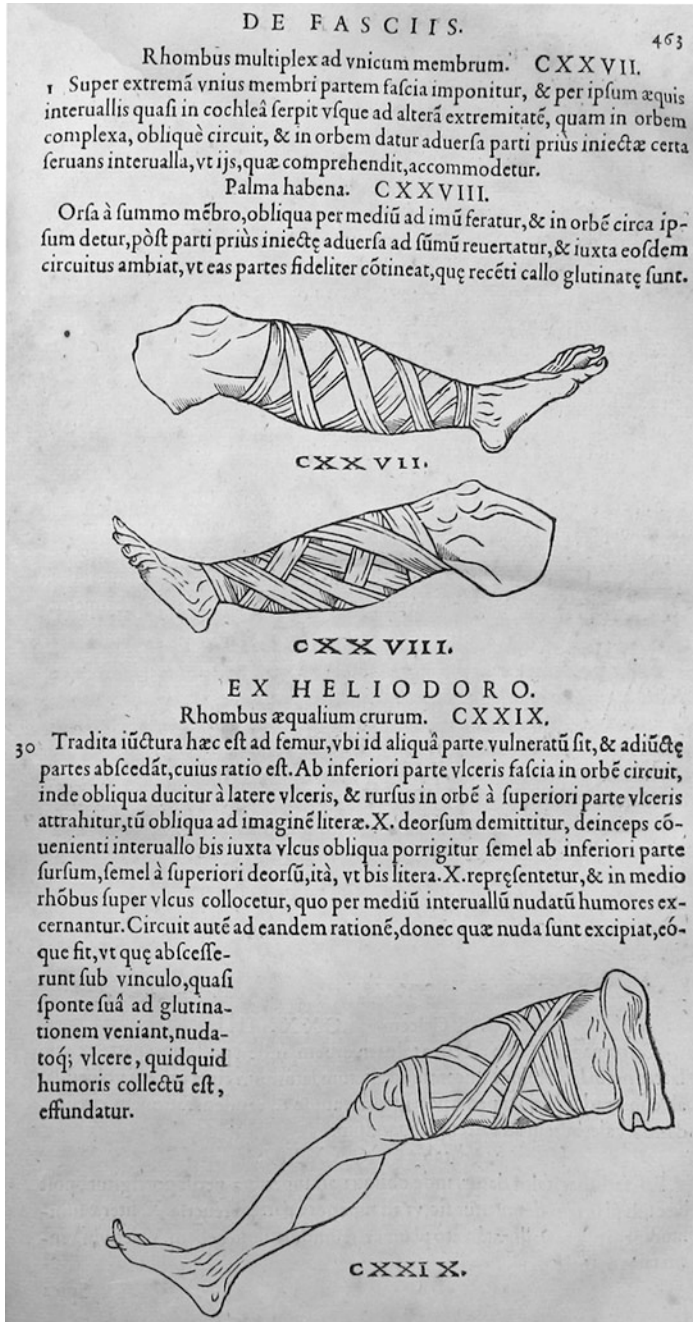 DE FASCIIS.
463
Rhombus multiplex ad vnicum membrum. CXXVII.
1 Super extremã vnius membri partem faſcia imponitur, & per ipſum æquis
interuallis quaſi in cochleâ ſerpit vſque ad alterã extremitatẽ, quam in orbem
complexa, obliquè circuit, & in orbem datur aduerſa parti priùs iniectæ certa
ſeruans interualla, vt ijs, quæ comprehendit, accommodetur.
Palma habena. CXXVIII.
Orſa à ſummo mẽbro, obliqua per mediũ ad imũ feratur, & in orbẽ circa ip-
ſum detur, pòſt parti priùs iniectę aduerſa ad ſũmũ reuertatur, & iuxta eoſdem
circuitus ambiat, vt eas partes fideliter cõtineat, quę recẽti callo glutinatę ſunt.
CXXVII.
CXXVIII.
EX HELIODORO.
Rhombus æqualium crurum. CXXIX.
30 Tradita iũctura hæc eſt ad femur, vbi id aliquâ parte vulneratũ ſit, & adiũctę
partes abſcedãt, cuius ratio eſt. Ab inferiori parte vlceris faſcia in orbẽ circuit,
inde obliqua ducitur à latere vlceris, & rurſus in orbẽ à ſuperiori parte vlceris
attrahitur, tũ obliqua ad imaginẽ literæ. X. deorſum demittitur, deinceps cõ-
uenienti interuallo bis iuxta vlcus obliqua porrigitur ſemel ab inferiori parte
ſurſum, ſemel à ſuperiori deorſũ, ità, vt bis litera. X. repręſentetur, & in medio
rhõbus ſuper vlcus collocetur, quo per mediũ interuallũ nudatũ humores ex-
cernantur. Circuit autẽ ad eandem rationẽ, donec quæ nuda ſunt excipiat, eó-
que fit, vt quę abſceſſe-
runt ſub vinculo, quaſi
ſponte ſuâ ad glutina-
tionem veniant, nuda-
toq́; vlcere, quidquid
humoris collectũ eſt,
effundatur.
CXXIX.